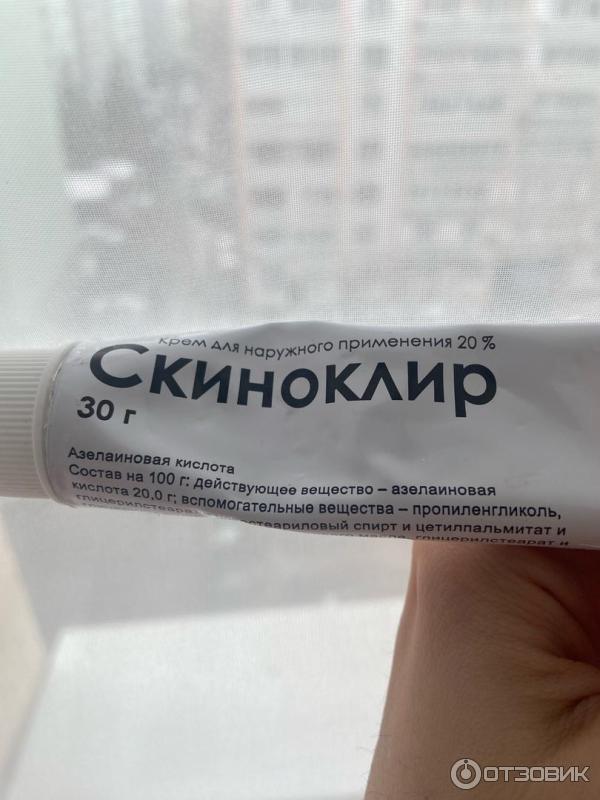 Крем для наружного применения 20 %
Скиноклир
30 г
Азелаиновая кислота
Состав на 100 г: действующее вещество – азелаиновая
кислота 20,0 г; вспомогательные вещества – пропиленгликоль,
спирт и цетилпальмитат и
глицерилстеарат и
ОТЗОВИК